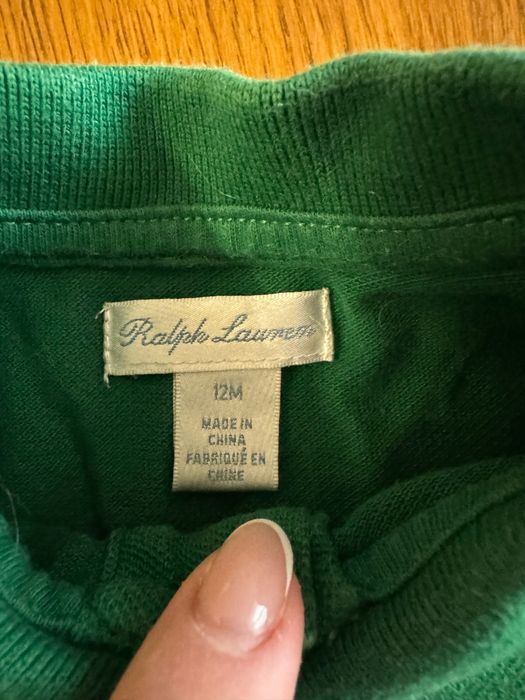 Ralph Lauren
12M
MADE IN
CHINA
FABRIQUÉ EN
CHINE